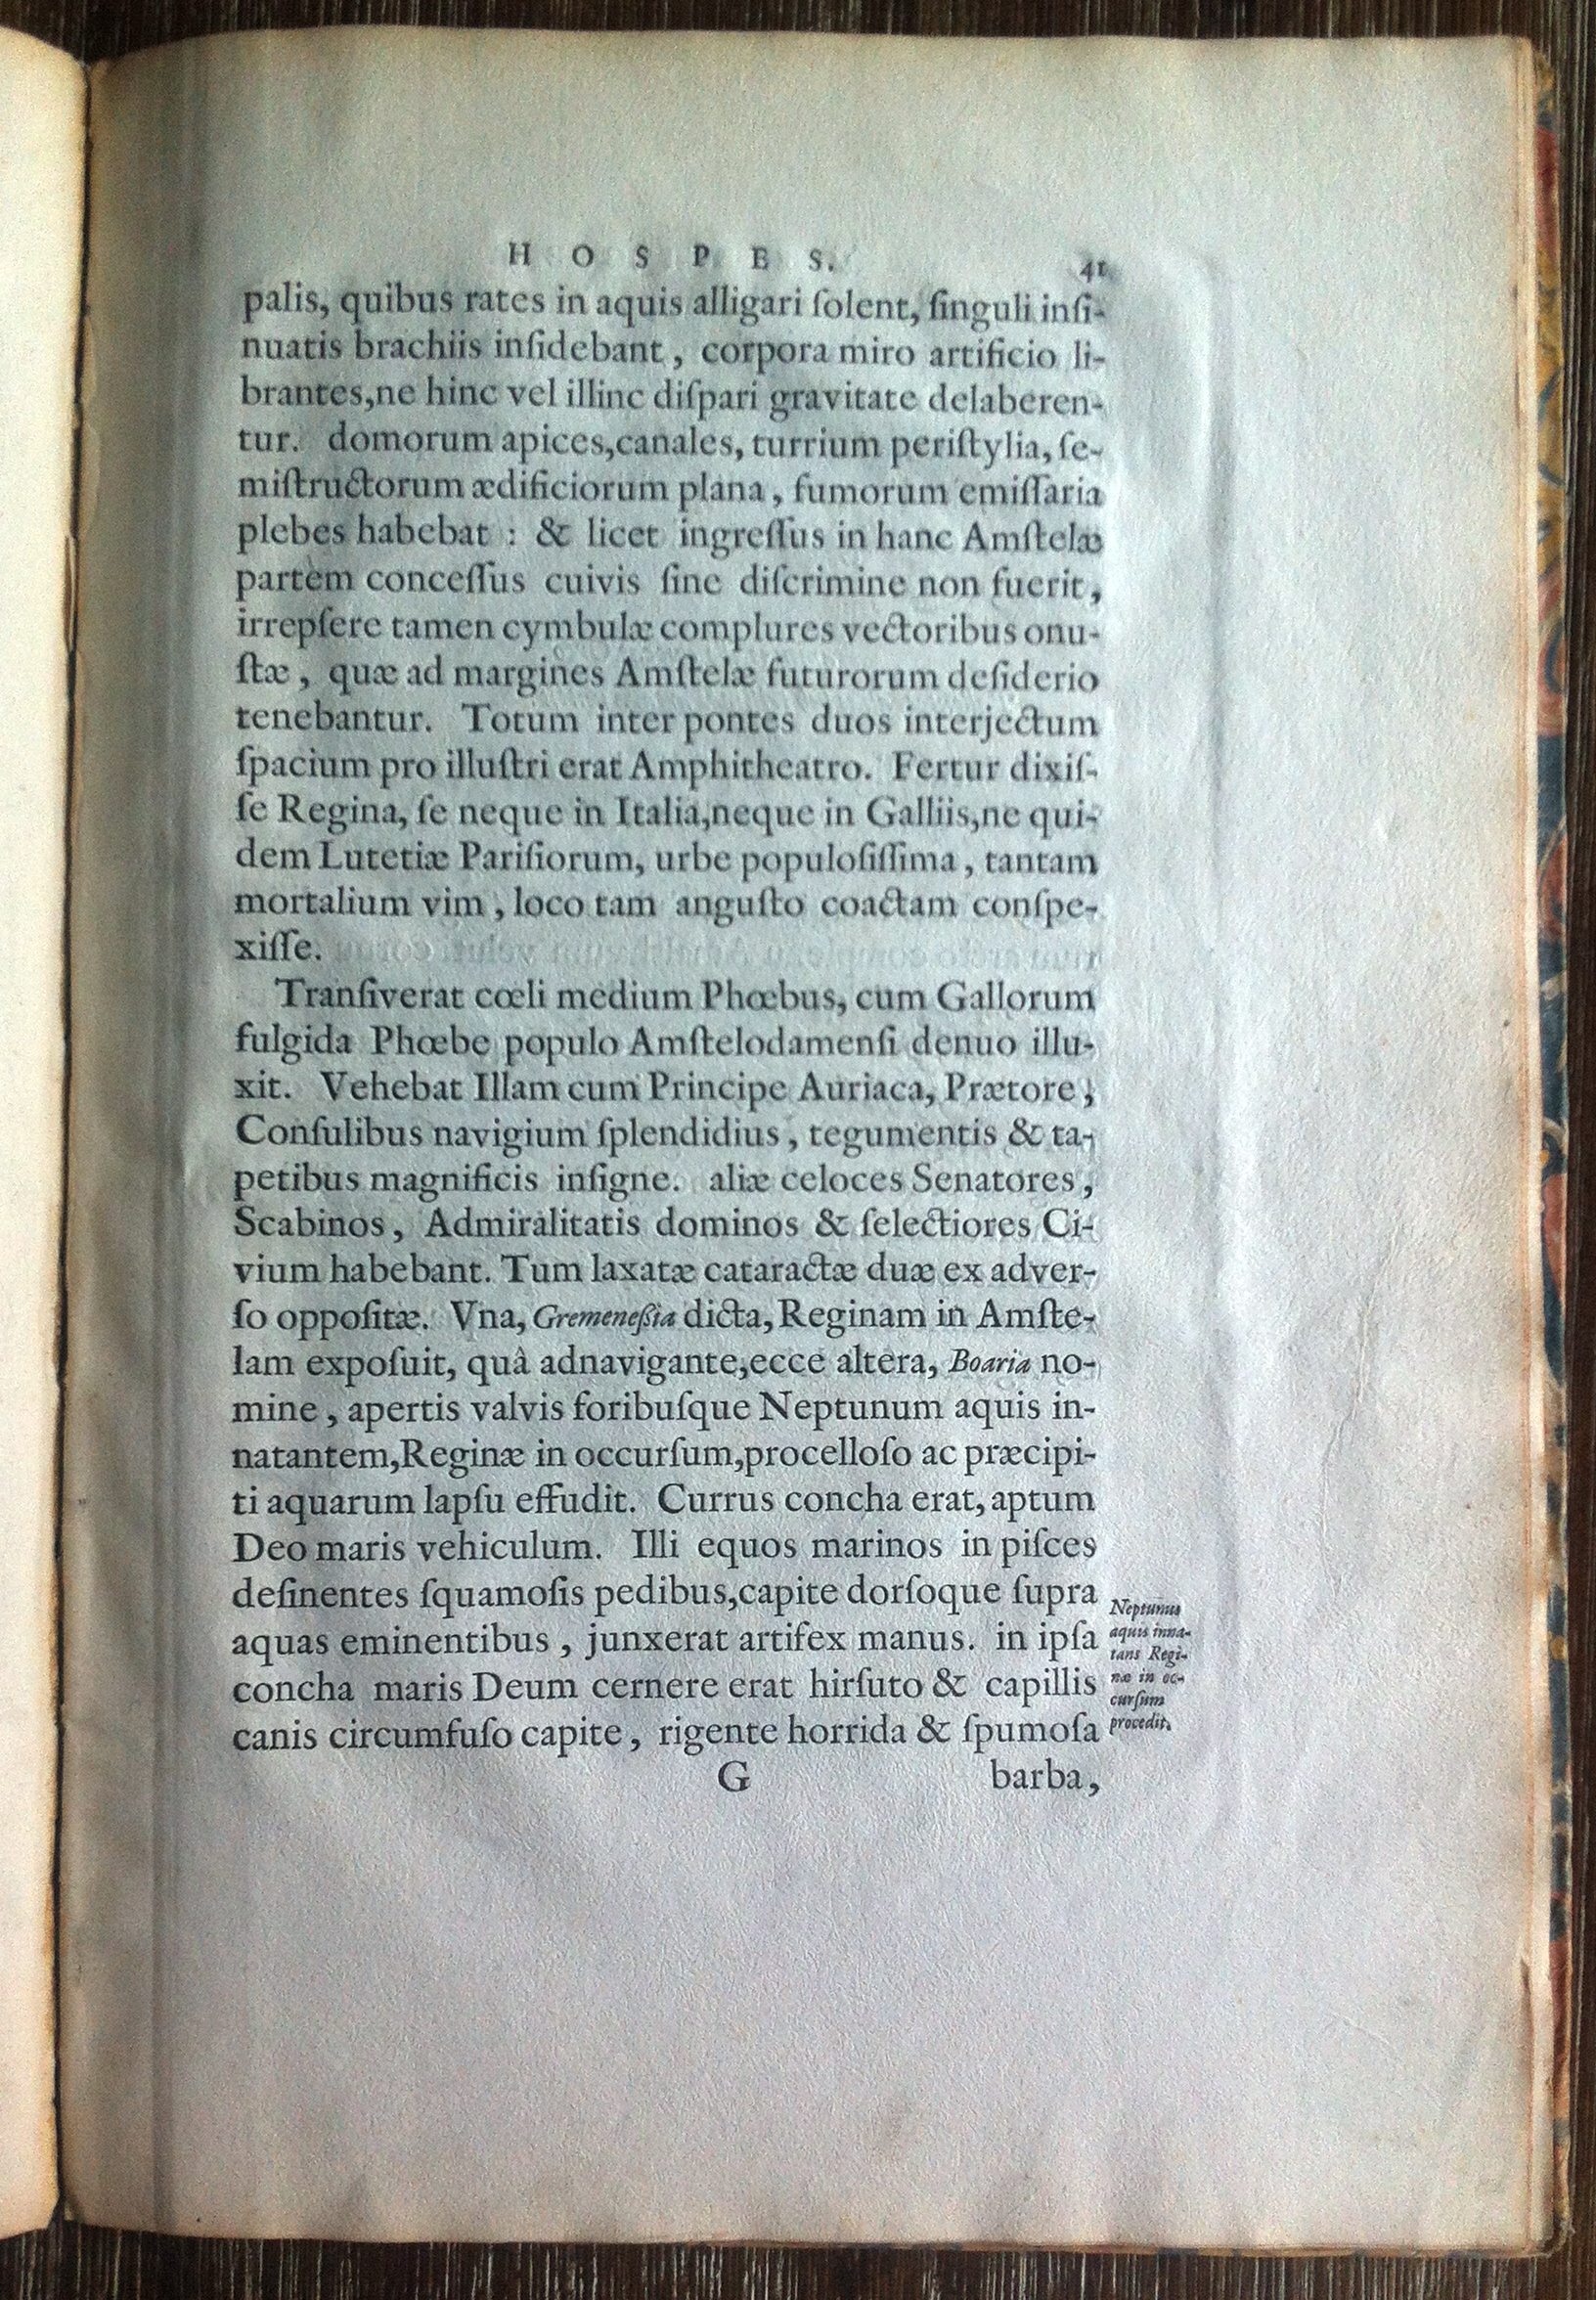 HOSPES. 41
palis, quibus rates in aquis alligari ſolent, ſinguli inſi-
nuatis brachiis inſidebant, corpora miro artificio li-
brantes, ne hinc vel illinc diſpari gravitate delaberen-
tur. domorum apices, canales, turrium periſtylia, ſe-
miſtructorum ædificiorum plana, fumorum emiſſaria
plebes habebat : & licet ingreſſus in hanc Amſtelæ
partem conceſſus cuivis ſine diſcrimine non fuerit,
irrepſere tamen cymbulæ complures vectoribus onu-
ſtæ, quæ ad margines Amſtelæ futurorum deſiderio
tenebantur. Totum inter pontes duos interjectum
ſpacium pro illuſtri erat Amphitheatro. Fertur dixiſ-
ſe Regina, ſe neque in Italia, neque in Galliis, ne qui-
dem Lutetiæ Pariſiorum, urbe populoſiſſima, tantam
mortalium vim, loco tam anguſto coactam conſpe-
xiſſe.
Tranſiverat cœli medium Phœbus, cum Gallorum
fulgida Phœbe populo Amſtelodamenſi denuo illu-
xit. Vehebat Illam cum Principe Auriaca, Prætore,
Conſulibus navigium ſplendidius, tegumentis & ta-
petibus magnificis inſigne. aliæ celoces Senatores,
Scabinos, Admiralitatis dominos & ſelectiores Ci-
vium habebant. Tum laxatæ cataractæ duæ ex adver-
ſo oppoſitæ. Vna, Gremeneßia dicta, Reginam in Amſte-
lam expoſuit, quâ adnavigante, ecce altera, Boaria no-
mine, apertis valvis foribuſque Neptunum aquis in-
natantem, Reginæ in occurſum, procelloſo ac præcipi-
ti aquarum lapſu effudit. Currus concha erat, aptum
Deo maris vehiculum. Illi equos marinos in piſces
deſinentes ſquamoſis pedibus, capite dorſoque ſupra
aquas eminentibus, junxerat artifex manus. in ipſa
concha maris Deum cernere erat hirſuto & capillis
canis circumfuſo capite, rigente horrida & ſpumoſa
G barba,
Neptunus
aquis inna-
tans Regi-
næ in oc-
curſum
procedit.